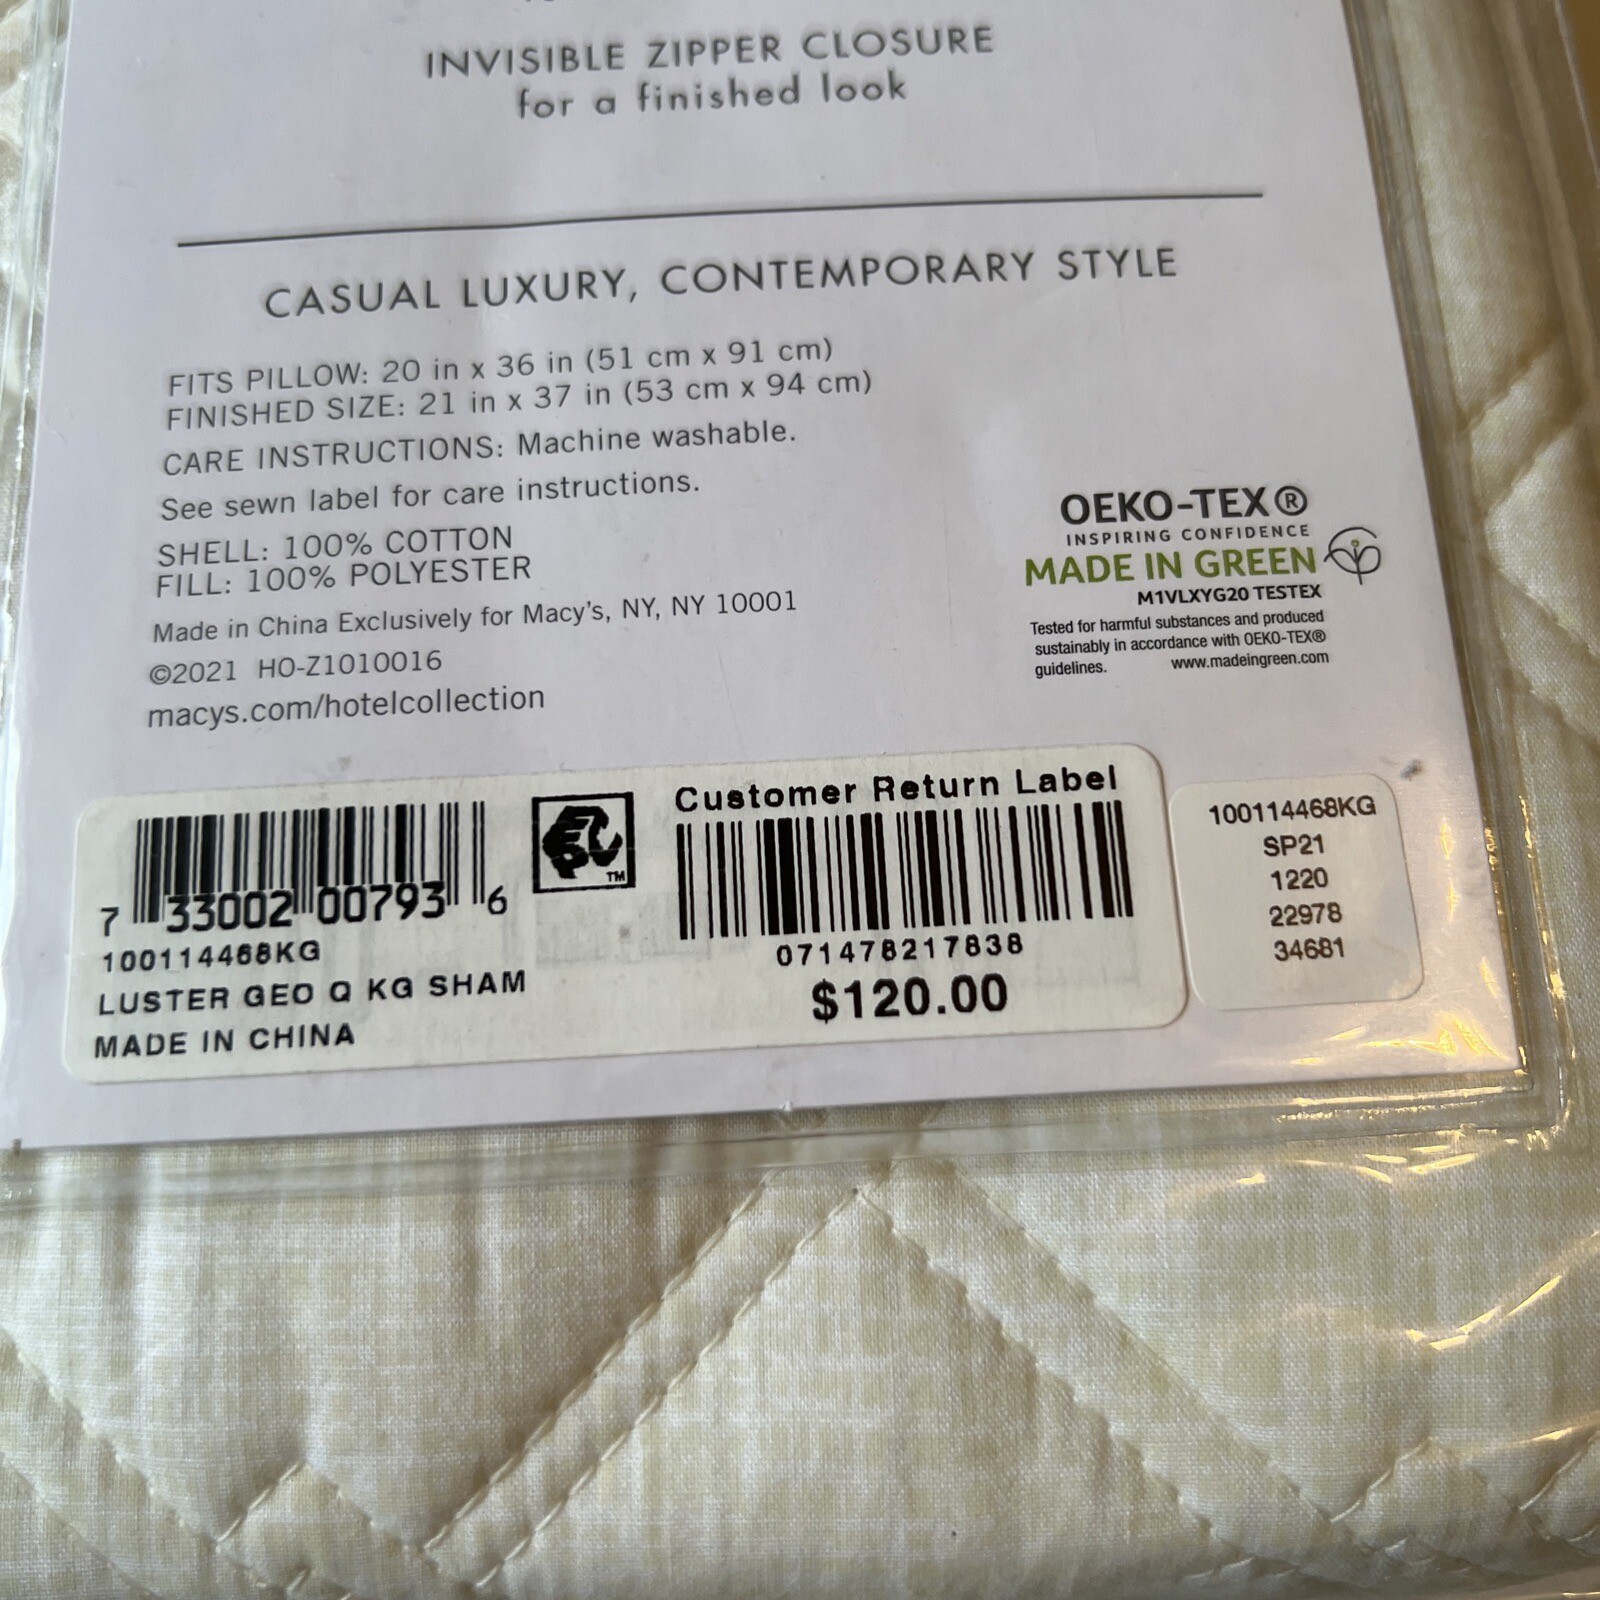 INVISIBLE ZIPPER CLOSURE
for a finished look
CASUAL LUXURY, CONTEMPORARY STYLE
FITS PILLOW: 20 in x 36 in (51 cm x 91 cm)
FINISHED SIZE: 21 in x 37 in (53 cm x 94 cm)
CARE INSTRUCTIONS: Machine washable.
See sewn label for care instructions.
SHELL: 100% COTTON
FILL: 100% POLYESTER
Made in China Exclusively for Macy's, NY, NY 10001
©2021 HO-Z1010016
macys.com/hotelcollection
OEKO-TEX®
INSPIRING CONFIDENCE
MADE IN GREEN
M1VLXYG20 TESTEX
Tested for harmful substances and produced
sustainably in accordance with OEKO-TEX®
guidelines. www.madeingreen.com
7 33002 00793 6
100114468KG
LUSTER GEO Q KG SHAM
MADE IN CHINA
EPC TM
Customer Return Label
071478217838
$120.00
100114468KG
SP21
1220
22978
34681